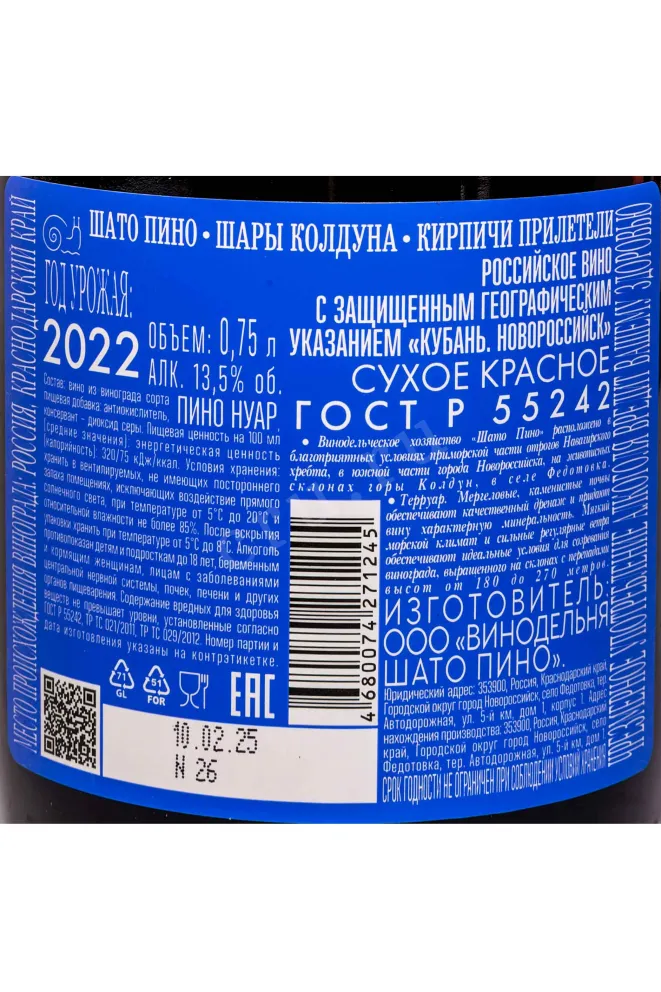 ШАТО ПИНО • ШАРЫ КОЛДУНА • КИРПИЧИ ПРИЛЕТЕЛИ
ГОД УРОЖАЯ:
2022
ОБЪЕМ: 0,75 л
АЛК. 13,5% об.
Состав: вино из винограда сорта
ПИНО НУАР,
пищевая добавка: антиокислитель,
консервант – диоксид серы. Пищевая ценность на 100 мл
(средние значения): энергетическая ценность
(калорийность): 320/75 кДж/ккал. Условия хранения:
хранить в вентилируемых, не имеющих постороннего
запаха помещениях, исключающих воздействие прямого
солнечного света, при температуре от 5°С до 20°С и
относительной влажности не более 85%. После вскрытия
упаковки хранить при температуре от 5°С до 8°С. Алкоголь
противопоказан детям и подросткам до 18 лет, беременным
и кормящим женщинам, лицам с заболеваниями
центральной нервной системы, почек, печени и других
органов пищеварения. Содержание вредных для здоровья
веществ не превышает уровни, установленные согласно
ГОСТ Р 55242, ТР ТС 021/2011, ТР ТС 029/2012. Номер партии и
дата изготовления указаны на контрэтикетке.
71
GL
51
FOR
EAC
10.02.25
N 26
4 680074 271245
РОССИЙСКОЕ ВИНО
С ЗАЩИЩЕННЫМ ГЕОГРАФИЧЕСКИМ
УКАЗАНИЕМ «КУБАНЬ. НОВОРОССИЙСК»
СУХОЕ КРАСНОЕ
ГОСТ Р 55242
• Винодельческое хозяйство «Шато Пино» расположено в
благоприятных условиях приморской части отрогов Навагирского
хребта, в южной части города Новороссийска, на живописных
склонах горы Колдун, в селе Федотовка.
• Терруар. Мергелевые, каменистые почвы
обеспечивают качественный дренаж и придают
вину характерную минеральность. Мягкий
морской климат и сильные регулярные ветра
обеспечивают идеальные условия для созревания
винограда, выращенного на склонах с перепадами
высот от 180 до 270 метров.
ИЗГОТОВИТЕЛЬ:
ООО «ВИНОДЕЛЬНЯ
ШАТО ПИНО».
Юридический адрес: 353900, Россия, Краснодарский край,
Городской округ город Новороссийск, село Федотовка, тер.
Автодорожная, ул. 5-й км, дом 1, корпус 1. Адрес
нахождения производства: 353900, Россия, Краснодарский
край, Городской округ город Новороссийск, село
Федотовка, тер. Автодорожная, ул. 5-й км, дом 1
СРОК ГОДНОСТИ НЕ ОГРАНИЧЕН ПРИ СОБЛЮДЕНИИ УСЛОВИЙ ХРАНЕНИЯ
МЕСТО ПРОИСХОЖДЕНИЯ ВИНОГРАДА: РОССИЯ, КРАСНОДАРСКИЙ КРАЙ
ЧРЕЗМЕРНОЕ УПОТРЕБЛЕНИЕ АЛКОГОЛЯ ВРЕДИТ ВАШЕМУ ЗДОРОВЬЮ